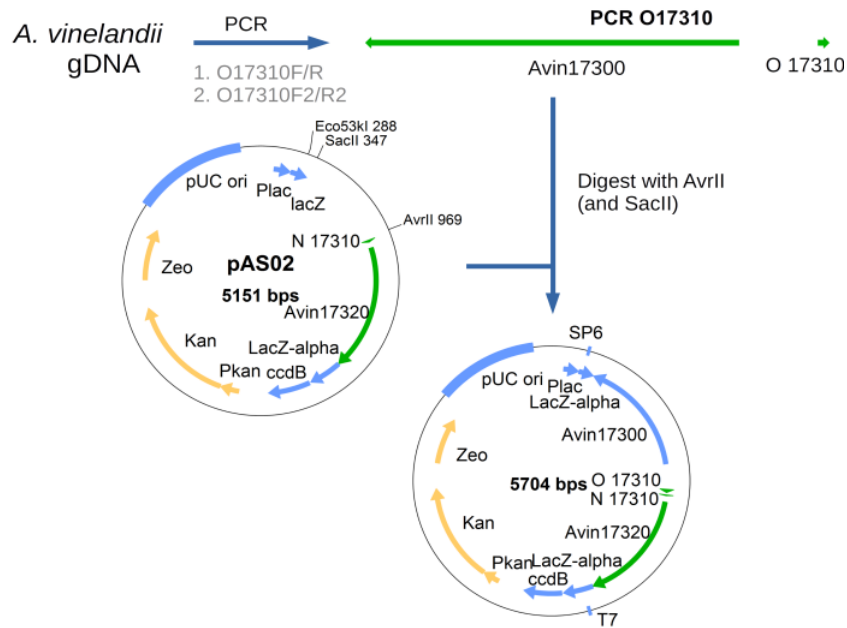 A. vinelandii
gDNA
PCR
1. O17310F/R
2. O17310F2/R2
PCR O17310
Avin17300
O 17310
Digest with AvrII
(and SacII)
Eco53kI 288
SacII 347
pUC ori
Plac
lacZ
AvrII 969
N 17310
pAS02
5151 bps
Zeo
Avin17320
Kan
LacZ-alpha
Pkan
ccdB
SP6
pUC ori
Plac
LacZ-alpha
Avin17300
Zeo
5704 bps
O 17310
N 17310
Kan
Avin17320
Pkan
LacZ-alpha
ccdB
T7